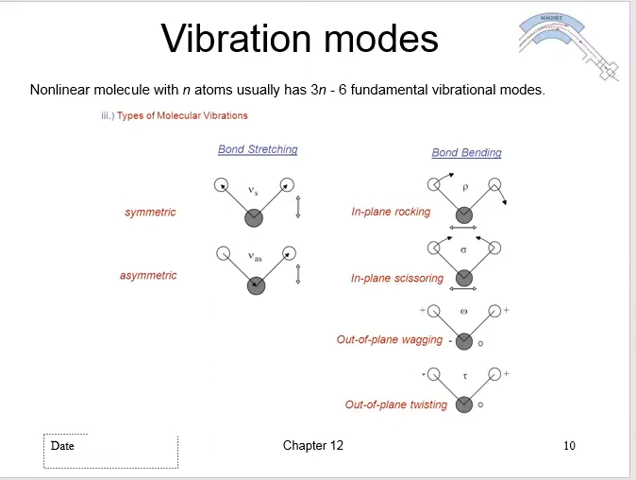 MAGNET
Vibration modes
Nonlinear molecule with n atoms usually has 3n - 6 fundamental vibrational modes.
iii.) Types of Molecular Vibrations
Bond Stretching
Bond Bending
symmetric
νs
In-plane rocking
ρ
asymmetric
νas
In-plane scissoring
σ
Out-of-plane wagging
+ ω +
- o
Out-of-plane twisting
- τ +
o
Date
Chapter 12
10